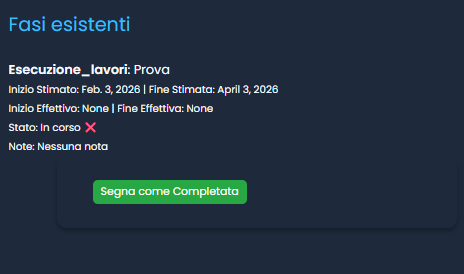 Fasi esistenti
Esecuzione_lavori: Prova
Inizio Stimato: Feb. 3, 2026 | Fine Stimata: April 3, 2026
Inizio Effettivo: None | Fine Effettiva: None
Stato: In corso ❌
Note: Nessuna nota
Segna come Completata